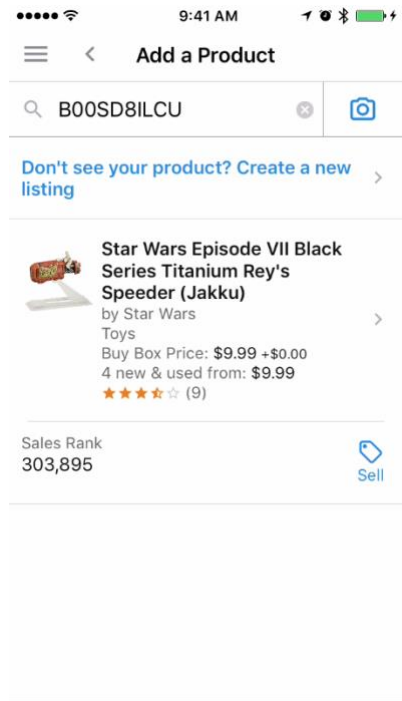 9:41 AM
Add a Product
B00SD8ILCU
Don't see your product? Create a new
listing
Star Wars Episode VII Black
Series Titanium Rey's
Speeder (Jakku)
by Star Wars
Toys
Buy Box Price: $9.99 +$0.00
4 new & used from: $9.99
(9)
Sales Rank
303,895
Sell